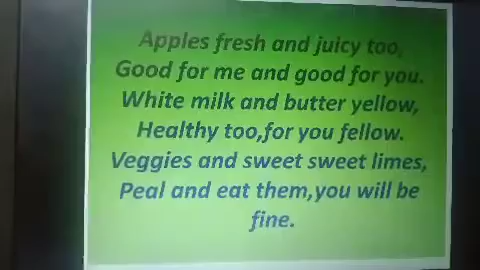 Apples fresh and juicy too,
Good for me and good for you.
White milk and butter yellow,
Healthy too,for you fellow.
Veggies and sweet sweet limes,
Peal and eat them,you will be
fine.